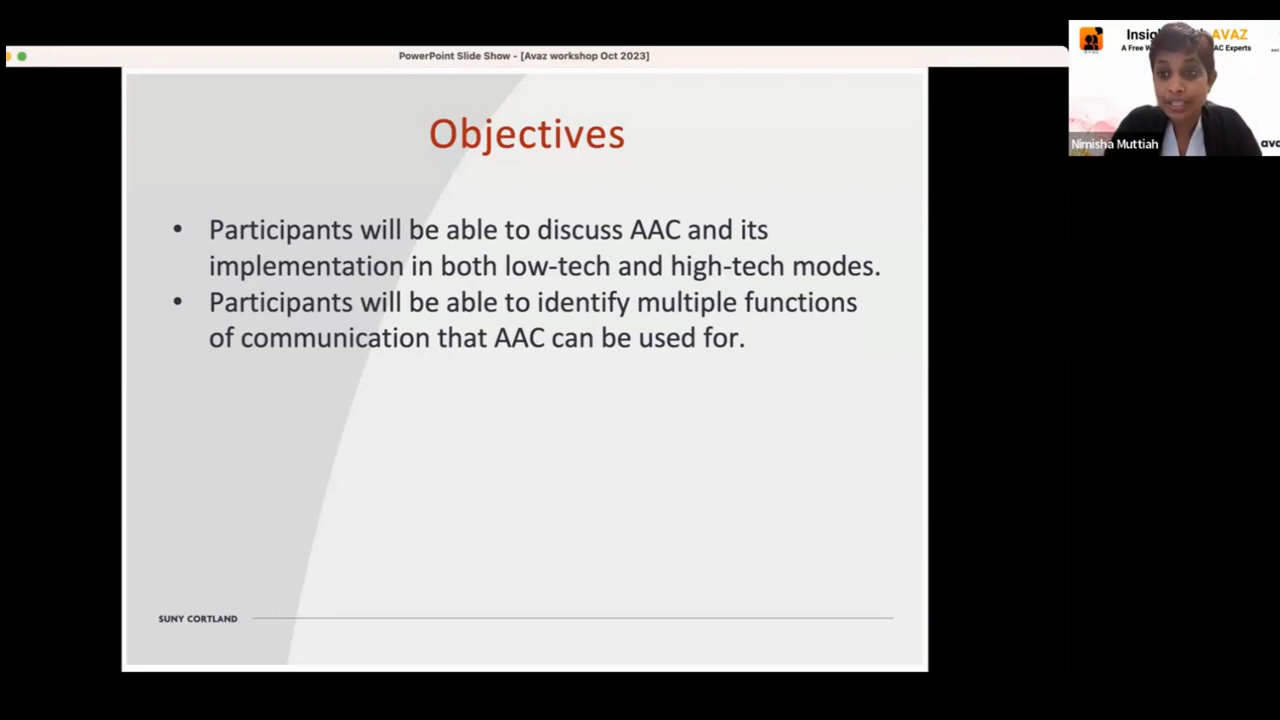 PowerPoint Slide Show - [Avaz workshop Oct 2023]
Objectives
• Participants will be able to discuss AAC and its
implementation in both low-tech and high-tech modes.
• Participants will be able to identify multiple functions
of communication that AAC can be used for.
SUNY CORTLAND
AVAZ
A Free
AC Experts
Nimisha Muttiah